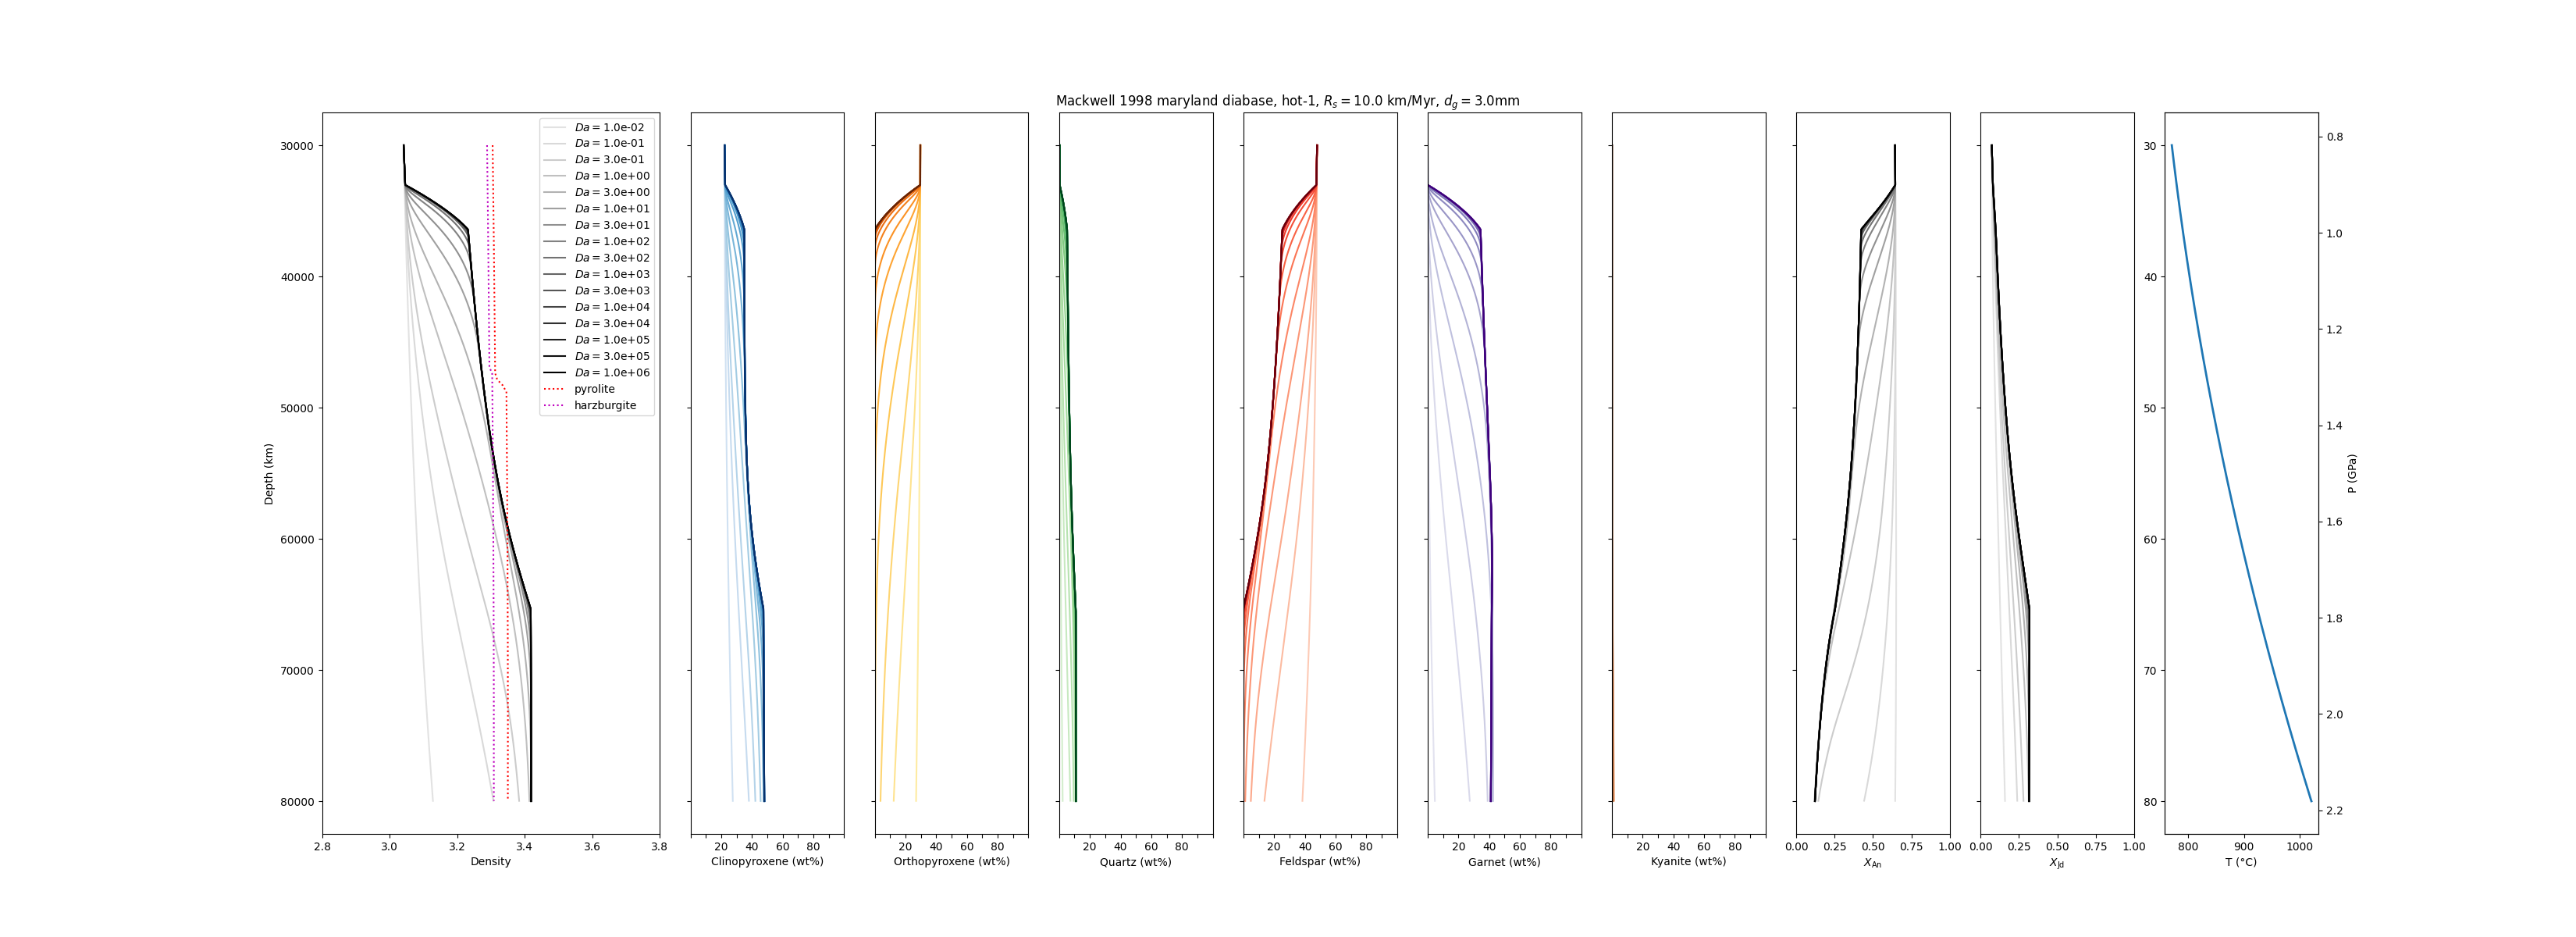 Mackwell 1998 maryland diabase, hot-1, R_s = 10.0 km/Myr, d_g = 3.0mm
Da = 1.0e-02
Da = 1.0e-01
Da = 3.0e-01
Da = 1.0e+00
Da = 3.0e+00
Da = 1.0e+01
Da = 3.0e+01
Da = 1.0e+02
Da = 3.0e+02
Da = 1.0e+03
Da = 3.0e+03
Da = 1.0e+04
Da = 3.0e+04
Da = 1.0e+05
Da = 3.0e+05
Da = 1.0e+06
pyrolite
harzburgite
Depth (km)
30000
40000
50000
60000
70000
80000
2.8 3.0 3.2 3.4 3.6 3.8
Density
20 40 60 80
Clinopyroxene (wt%)
20 40 60 80
Orthopyroxene (wt%)
20 40 60 80
Quartz (wt%)
20 40 60 80
Feldspar (wt%)
20 40 60 80
Garnet (wt%)
20 40 60 80
Kyanite (wt%)
0.00 0.25 0.50 0.75 1.00
X_An
0.00 0.25 0.50 0.75 1.00
X_Jd
30
40
50
60
70
80
800 900 1000
T (°C)
0.8
1.0
1.2
1.4
1.6
1.8
2.0
2.2
P (GPa)